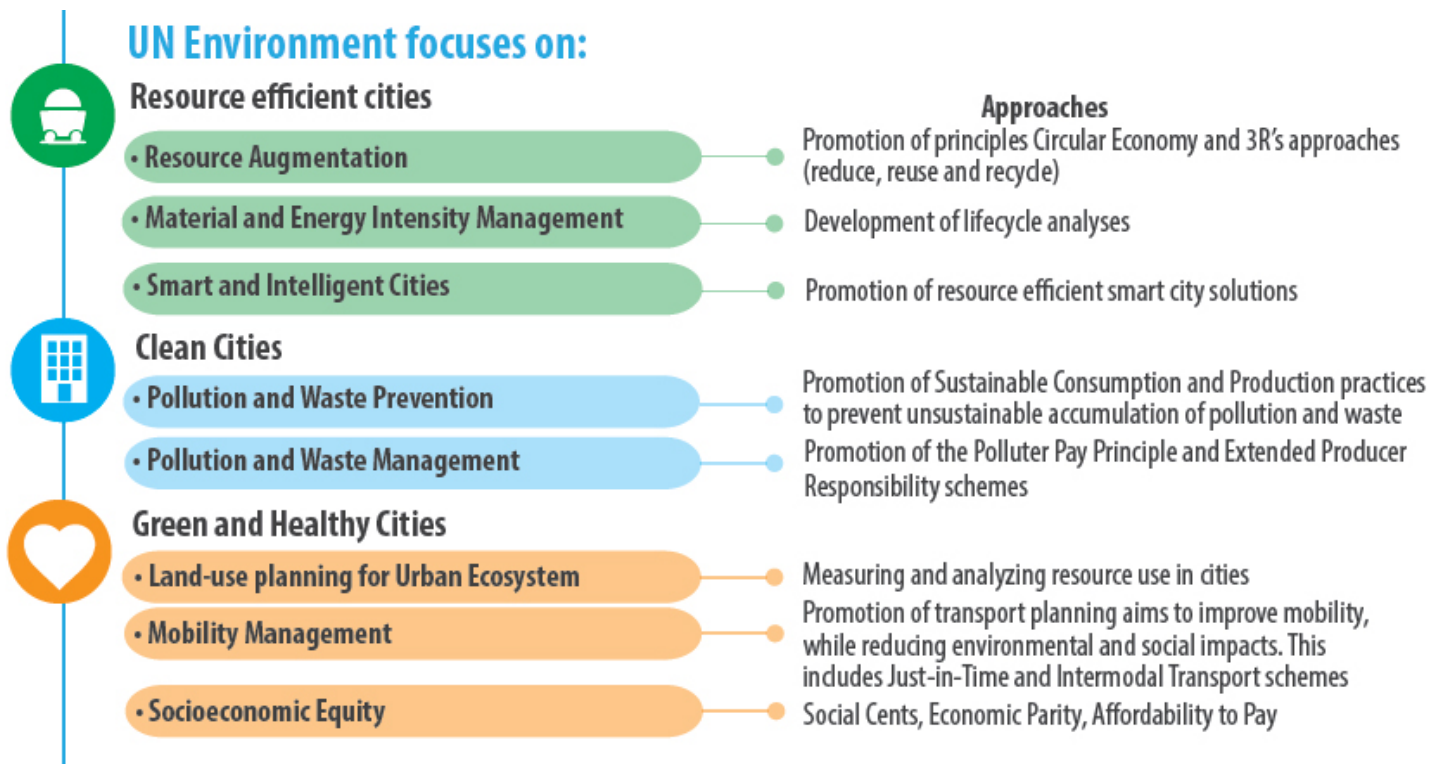 UN Environment focuses on:
Resource efficient cities
Approaches
• Resource Augmentation
Promotion of principles Circular Economy and 3R's approaches
(reduce, reuse and recycle)
• Material and Energy Intensity Management
Development of lifecycle analyses
• Smart and Intelligent Cities
Promotion of resource efficient smart city solutions
Clean Cities
• Pollution and Waste Prevention
Promotion of Sustainable Consumption and Production practices
to prevent unsustainable accumulation of pollution and waste
• Pollution and Waste Management
Promotion of the Polluter Pay Principle and Extended Producer
Responsibility schemes
Green and Healthy Cities
• Land-use planning for Urban Ecosystem
Measuring and analyzing resource use in cities
• Mobility Management
Promotion of transport planning aims to improve mobility,
while reducing environmental and social impacts. This
includes Just-in-Time and Intermodal Transport schemes
• Socioeconomic Equity
Social Cents, Economic Parity, Affordability to Pay